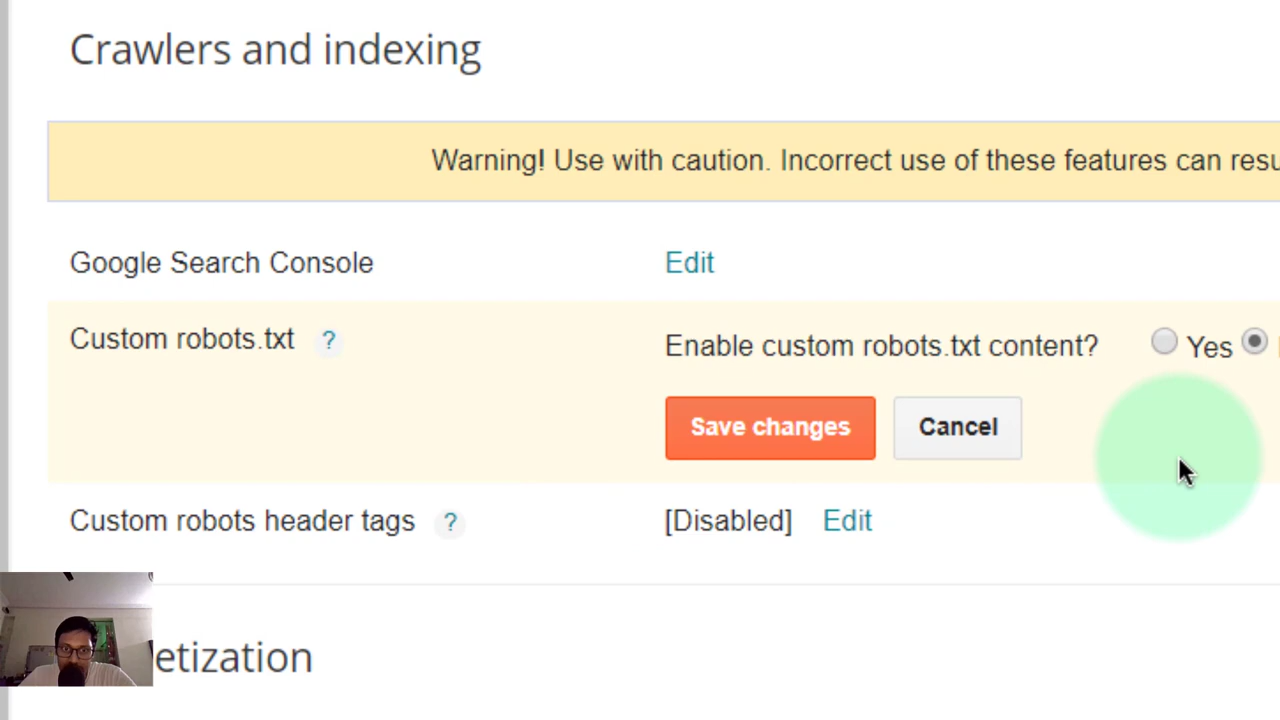 Crawlers and indexing
Warning! Use with caution. Incorrect use of these features can resu
Google Search Console Edit
Custom robots.txt ? Enable custom robots.txt content? Yes
Save changes Cancel
Custom robots header tags ? [Disabled] Edit
etization